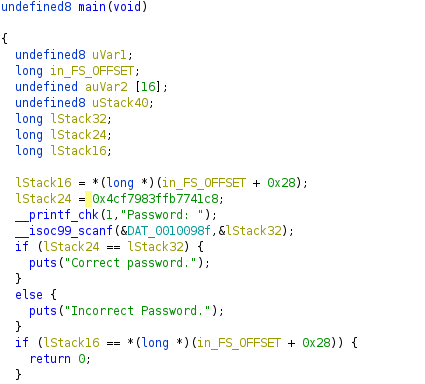 undefined8 main(void)
{
undefined8 uVar1;
long in_FS_OFFSET;
undefined auVar2 [16];
undefined8 uStack40;
long lStack32;
long lStack24;
long lStack16;
lStack16 = *(long *)(in_FS_OFFSET + 0x28);
lStack24 = 0x4cf7983ffb7741c8;
__printf_chk(1,"Password: ");
__isoc99_scanf(&DAT_0010098f,&lStack32);
if (lStack24 == lStack32) {
puts("Correct password.");
}
else {
puts("Incorrect Password.");
}
if (lStack16 == *(long *)(in_FS_OFFSET + 0x28)) {
return 0;
}